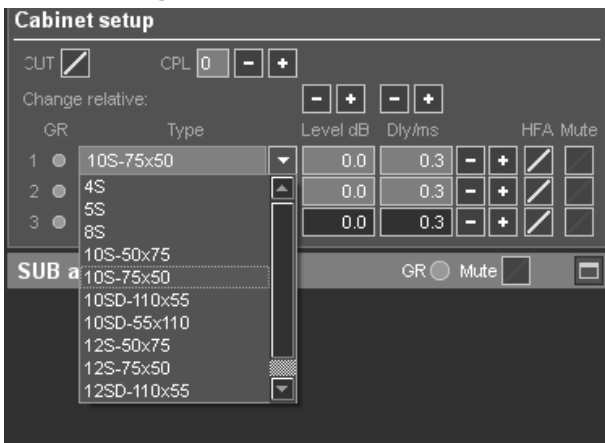 Cabinet setup
CUT CPL 0 - +
Change relative: - + - +
GR Type Level dB Dly/ms HFA Mute
1 10S-75x50 0.0 0.3 - +
2 0.0 0.3 - +
3 0.0 0.3 - +
4S
5S
8S
10S-50x75
10S-75x50
10SD-110x55
10SD-55x110
12S-50x75
12S-75x50
12SD-110x55
SUB a GR Mute